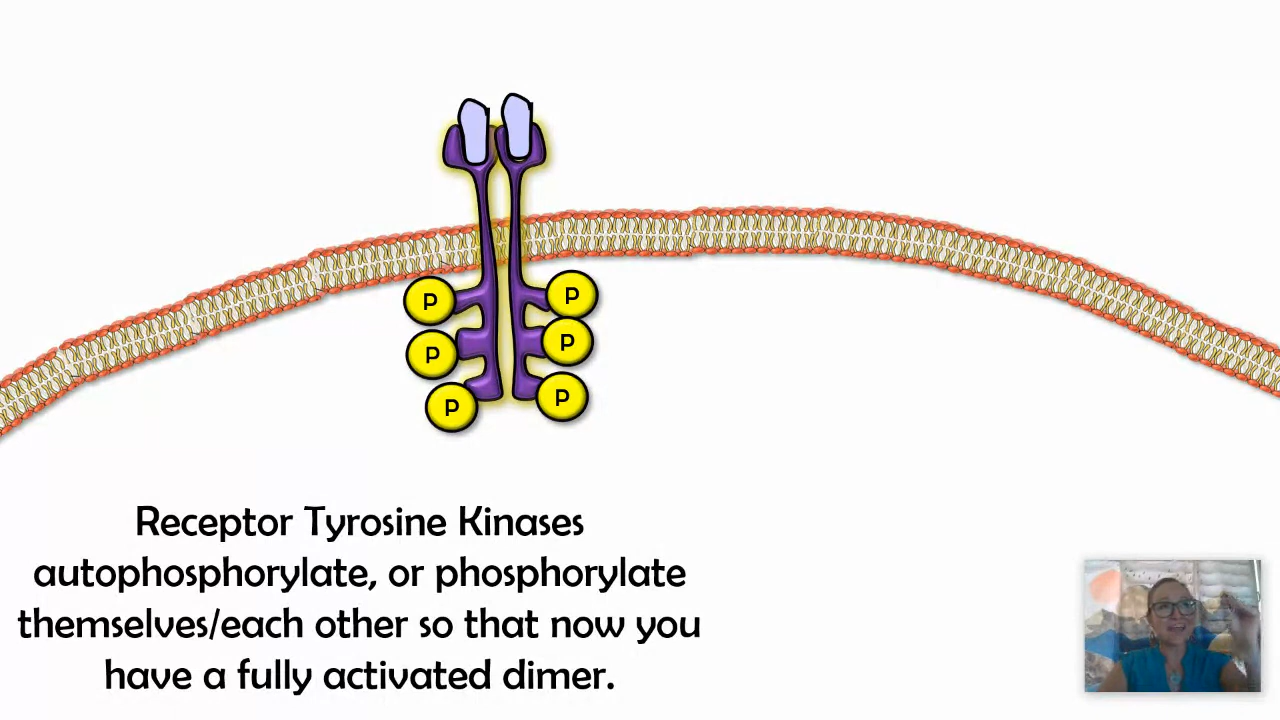 P
P
P
P
P
P
Receptor Tyrosine Kinases
autophosphorylate, or phosphorylate
themselves/each other so that now you
have a fully activated dimer.